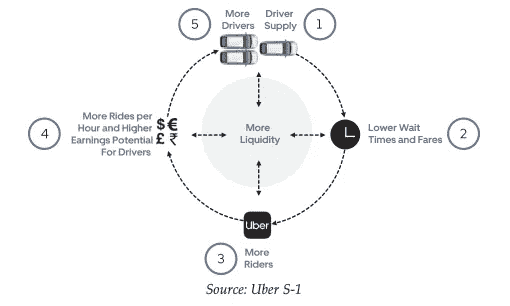 5
More
Drivers
Driver
Supply
1
Lower Wait
Times and Fares
2
More
Liquidity
4
More Rides per
Hour and Higher
Earnings Potential
For Drivers
$€
£₹
Uber
3
More
Riders
Source: Uber S-1